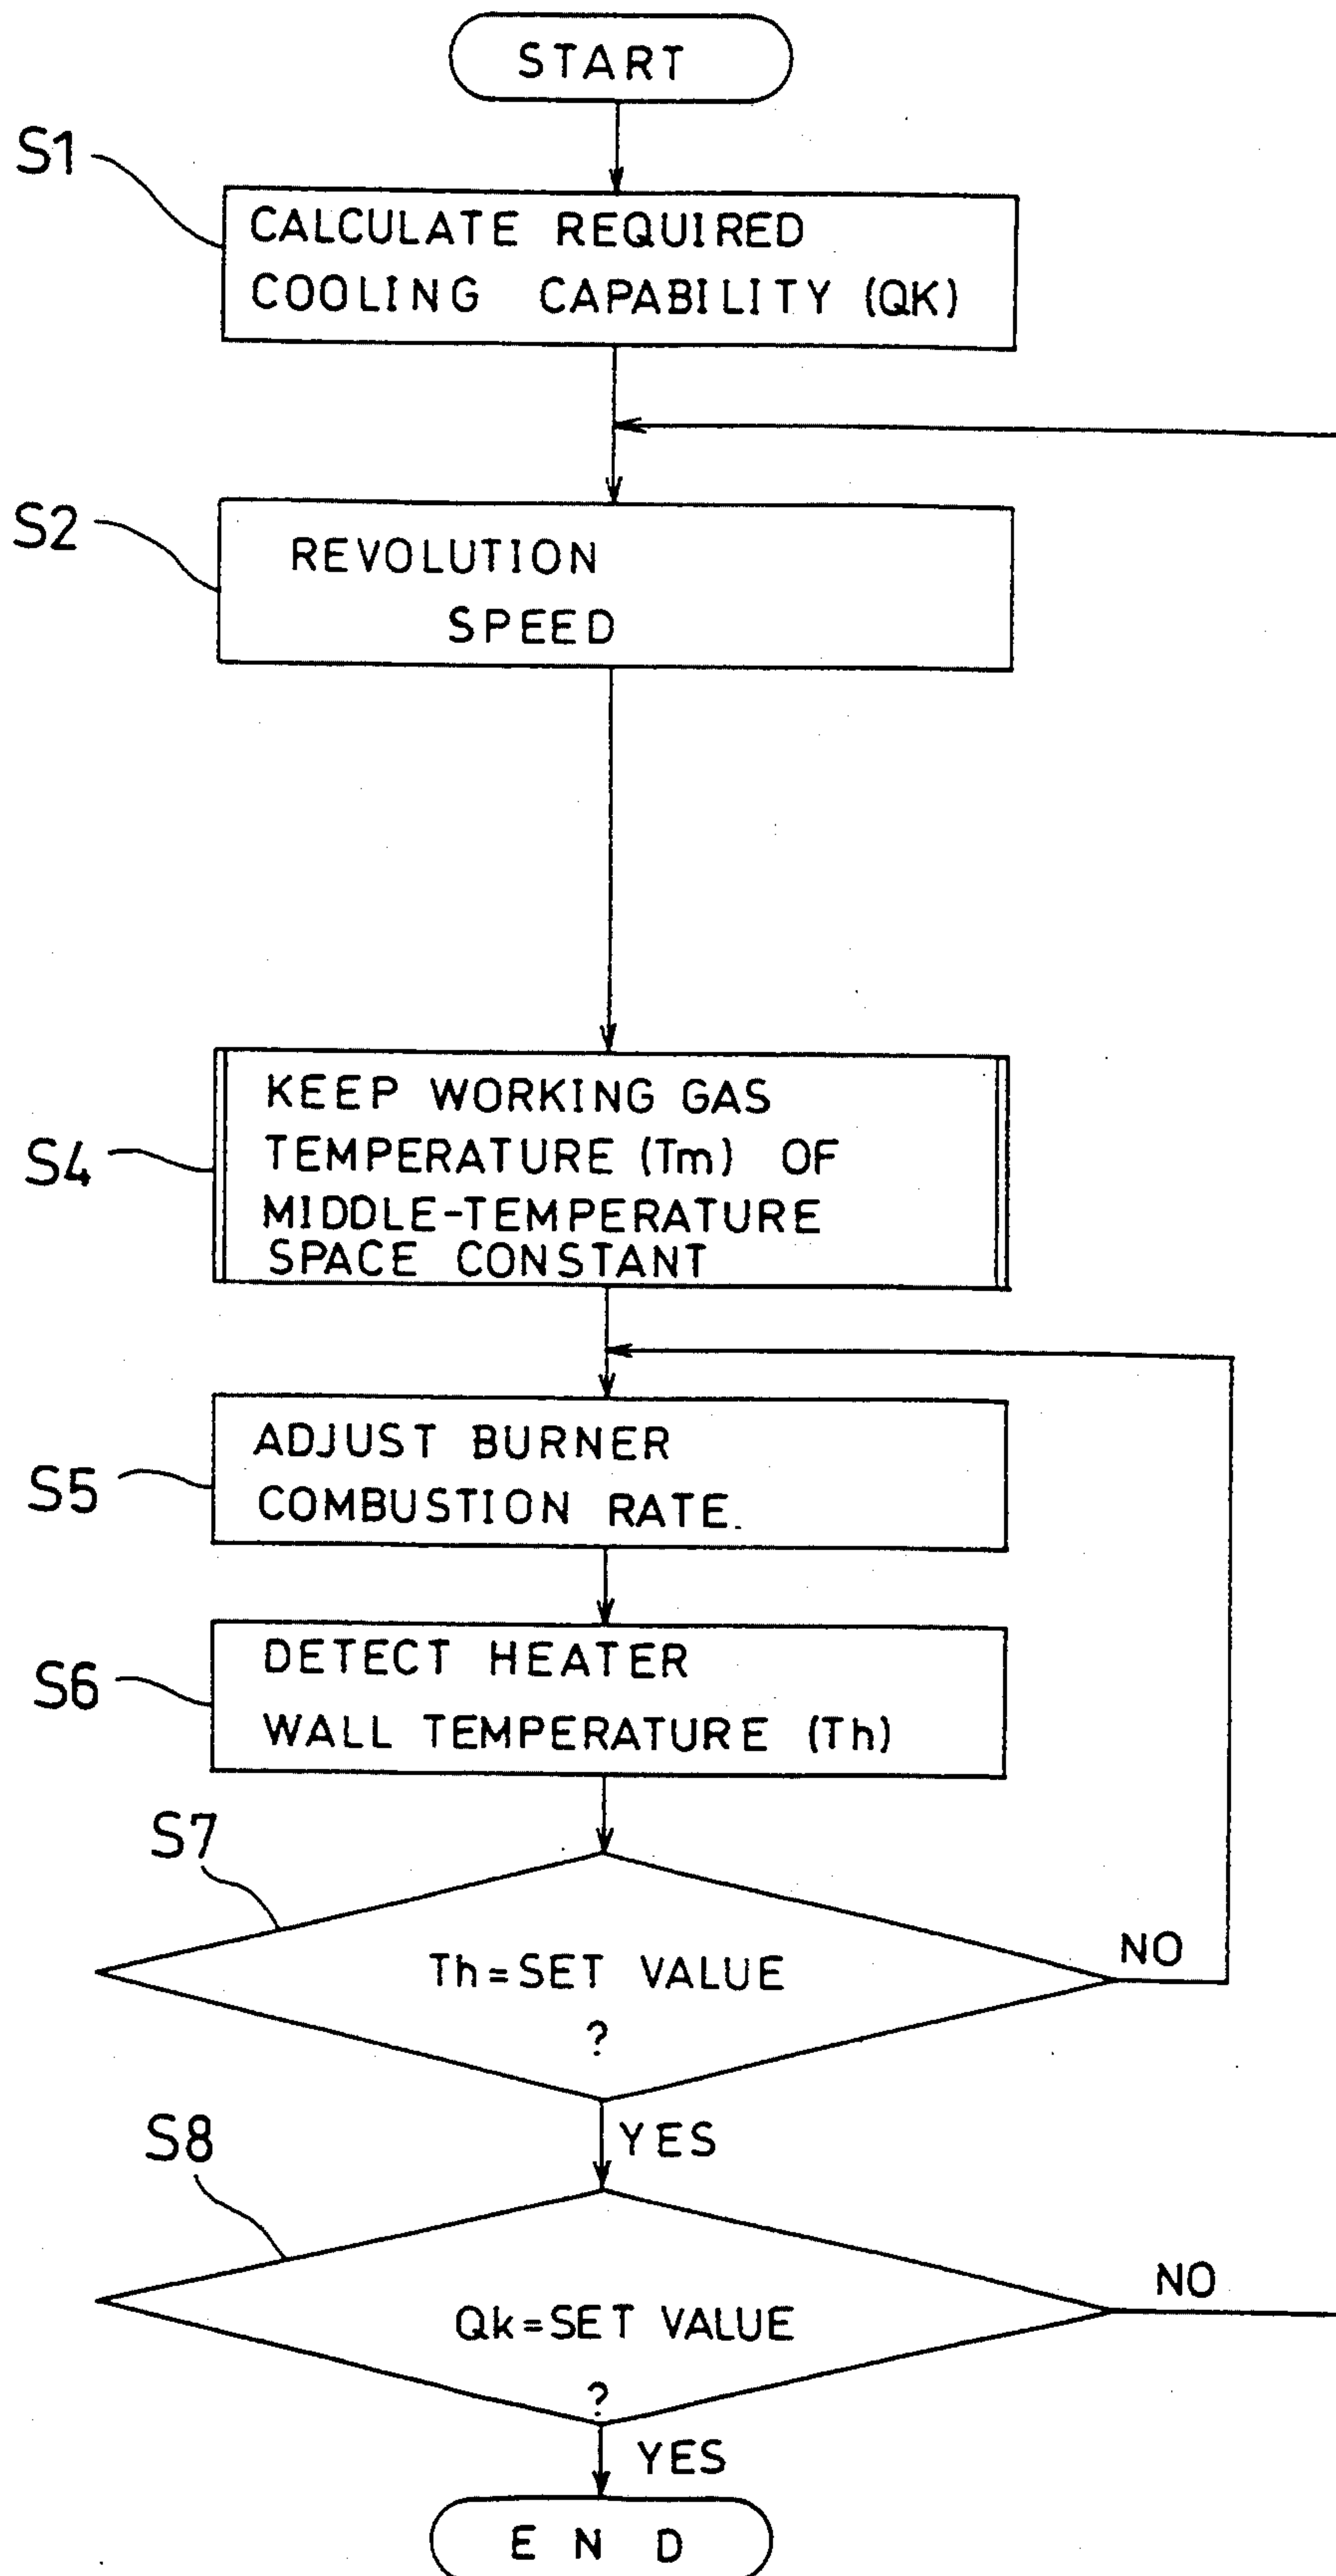 START
S1
CALCULATE REQUIRED
COOLING CAPABILITY (QK)
S2
REVOLUTION
SPEED
S4
KEEP WORKING GAS
TEMPERATURE (Tm) OF
MIDDLE-TEMPERATURE
SPACE CONSTANT
S5
ADJUST BURNER
COMBUSTION RATE.
S6
DETECT HEATER
WALL TEMPERATURE (Th)
S7
Th=SET VALUE
?
NO
YES
S8
Qk=SET VALUE
?
NO
YES
END